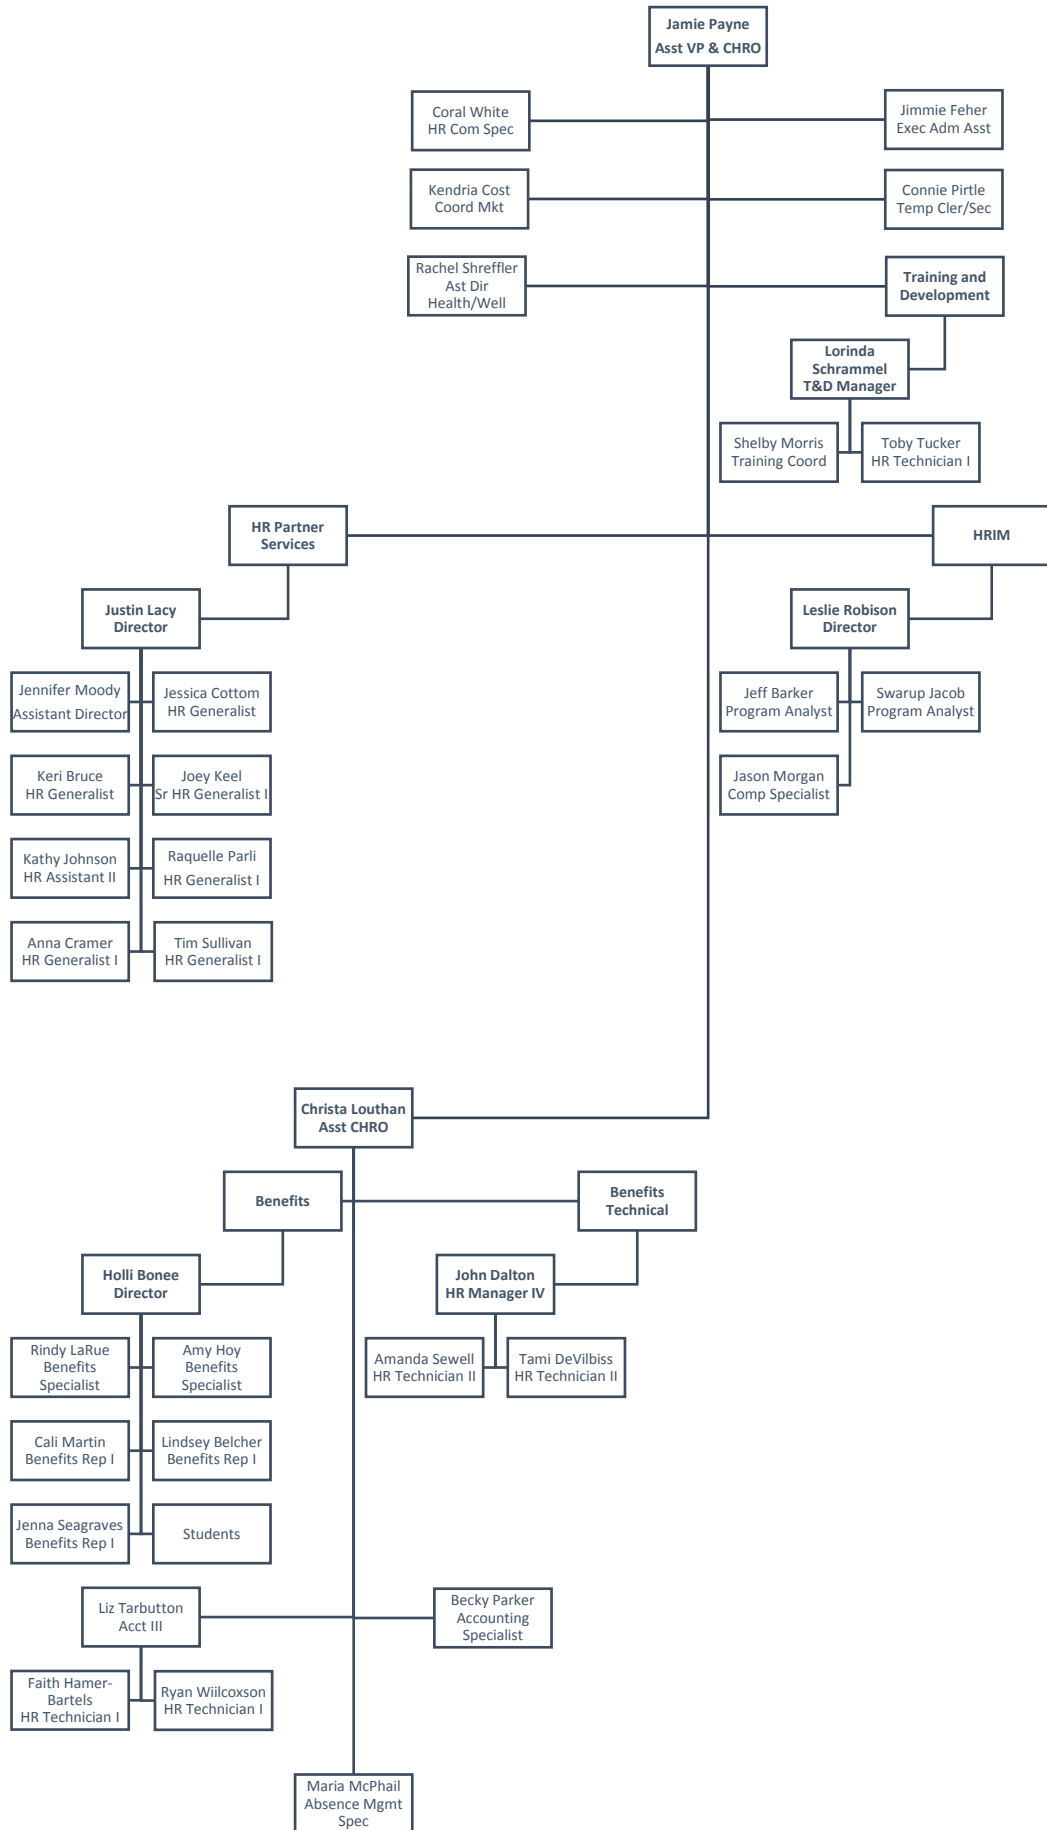 Jamie Payne
Asst VP & CHRO
Coral White
HR Com Spec
Jimmie Feher
Exec Adm Asst
Kendria Cost
Coord Mkt
Connie Pirtle
Temp Cler/Sec
Rachel Shreffler
Ast Dir
Health/Well
Training and
Development
Lorinda
Schrammel
T&D Manager
Shelby Morris
Training Coord
Toby Tucker
HR Technician I
HR Partner
Services
HRIM
Justin Lacy
Director
Leslie Robison
Director
Jennifer Moody
Assistant Director
Jessica Cottom
HR Generalist
Jeff Barker
Program Analyst
Swarup Jacob
Program Analyst
Keri Bruce
HR Generalist
Joey Keel
Sr HR Generalist I
Jason Morgan
Comp Specialist
Kathy Johnson
HR Assistant II
Raquelle Parli
HR Generalist I
Anna Cramer
HR Generalist I
Tim Sullivan
HR Generalist I
Christa Louthan
Asst CHRO
Benefits
Benefits
Technical
Holli Bonee
Director
John Dalton
HR Manager IV
Rindy LaRue
Benefits
Specialist
Amy Hoy
Benefits
Specialist
Amanda Sewell
HR Technician II
Tami DeVilbiss
HR Technician II
Cali Martin
Benefits Rep I
Lindsey Belcher
Benefits Rep I
Jenna Seagraves
Benefits Rep I
Students
Liz Tarbutton
Acct III
Becky Parker
Accounting
Specialist
Faith Hamer-
Bartels
HR Technician I
Ryan Wiilcoxson
HR Technician I
Maria McPhail
Absence Mgmt
Spec